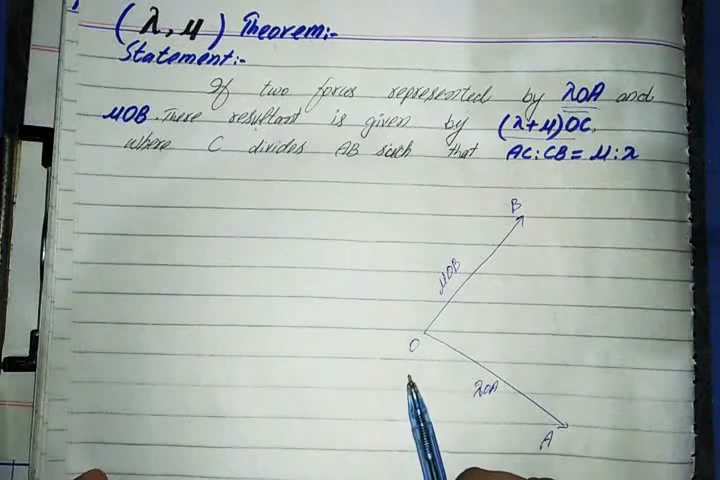 (λ, μ) Theorem:-
Statement:-
If two forces represented by λOA and
μOB. There resultant is given by (λ+μ)OC,
where C divides AB such that AC:CB = μ:λ
B
μOB
O
λOA
A